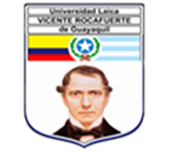 Universidad Laica
VICENTE ROCAFUERTE
de Guayaquil